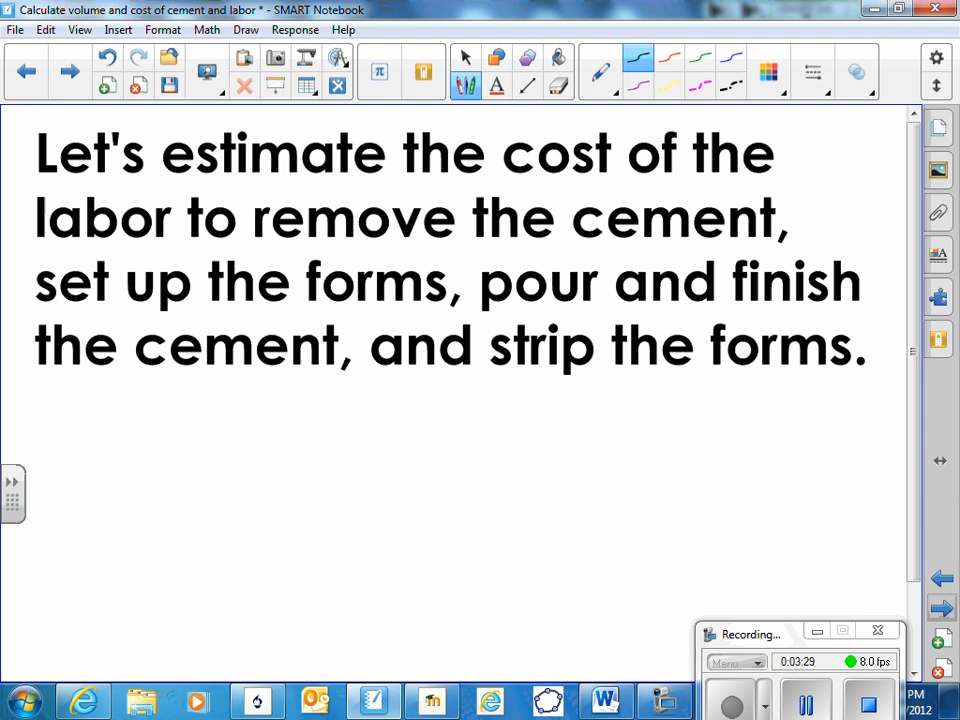 Calculate volume and cost of cement and labor * - SMART Notebook
File Edit View Insert Format Math Draw Response Help
Let's estimate the cost of the
labor to remove the cement,
set up the forms, pour and finish
the cement, and strip the forms.
Recording...
Menu 0:03:29 8.0 fps
PM
/2012